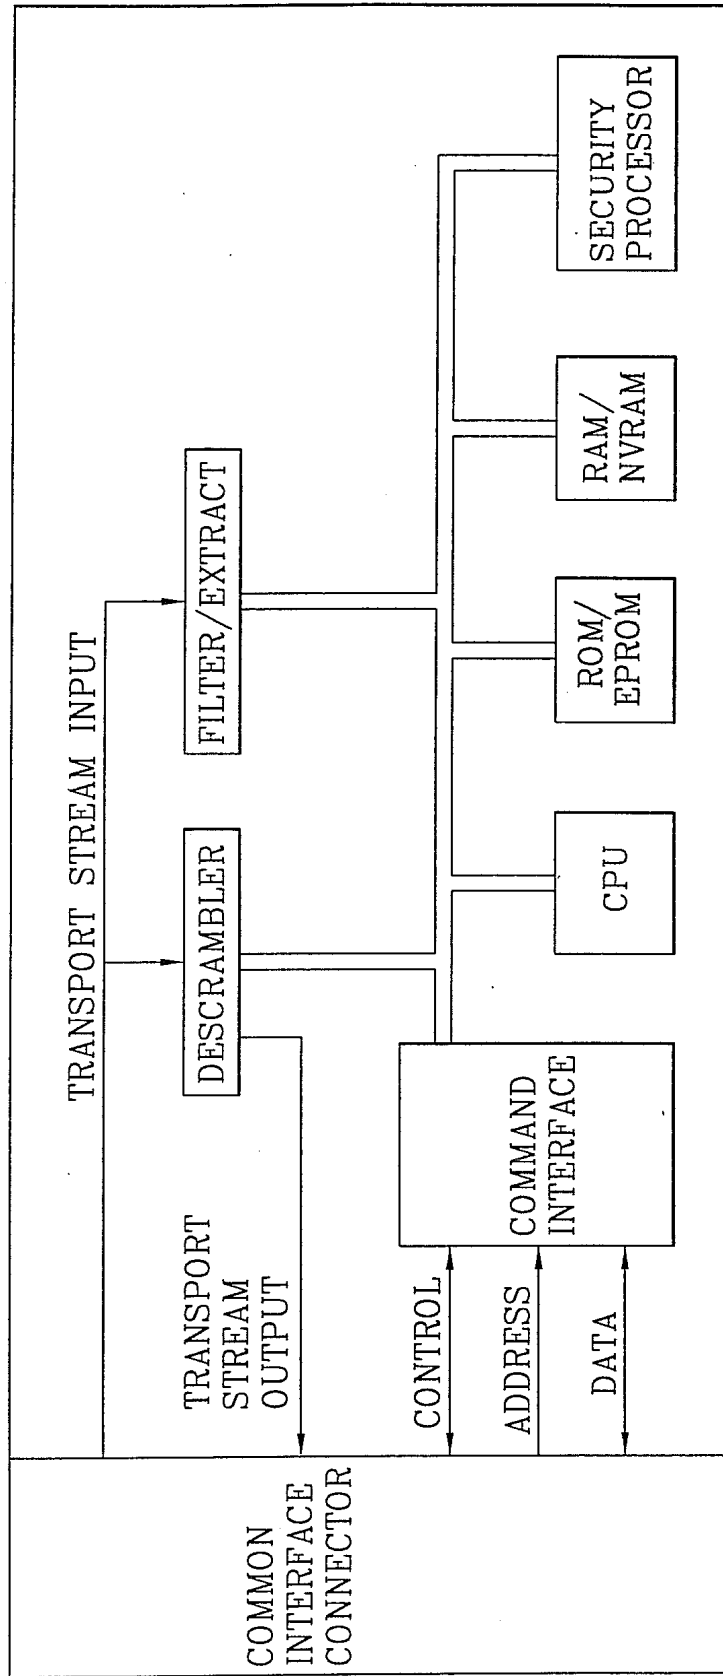 TRANSPORT STREAM INPUT
DESCRAMBLER
FILTER/EXTRACT
TRANSPORT
STREAM
OUTPUT
COMMON
INTERFACE
CONNECTOR
CONTROL
ADDRESS
DATA
COMMAND
INTERFACE
CPU
ROM/
EPROM
RAM/
NVRAM
SECURITY
PROCESSOR